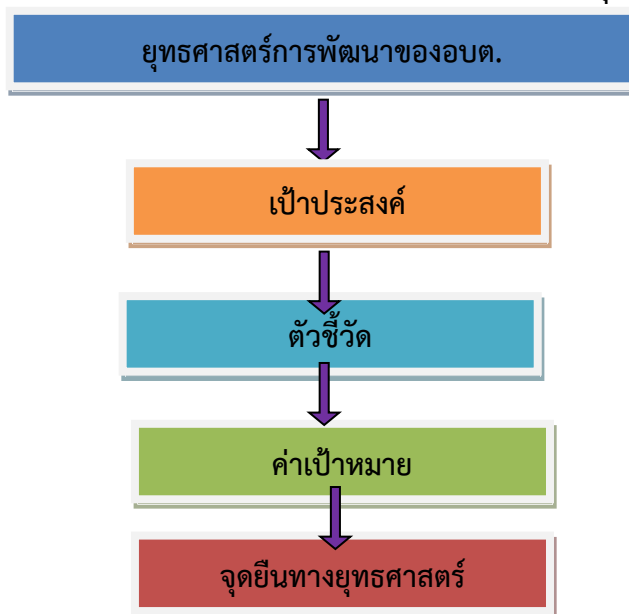 ยุทธศาสตร์การพัฒนาของอบต.
เป้าประสงค์
ตัวชี้วัด
ค่าเป้าหมาย
จุดยืนทางยุทธศาสตร์